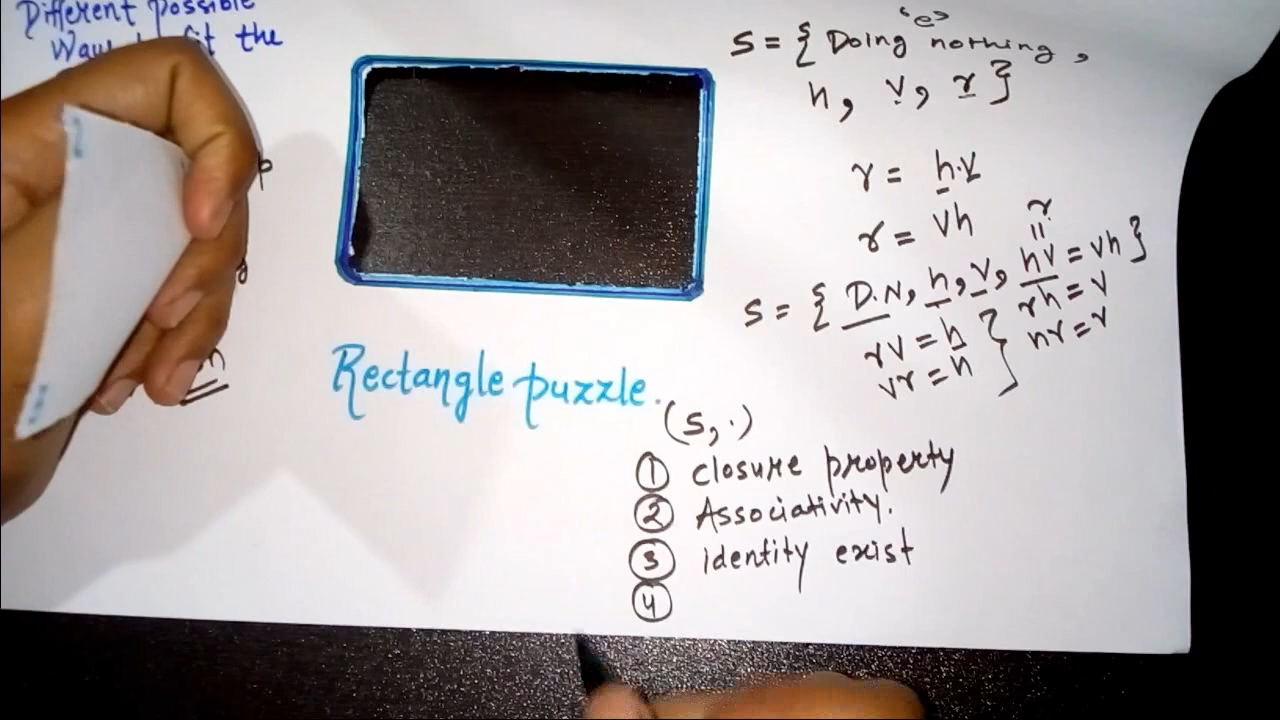 Different possible
fit the
p
n
Rectangle puzzle.
"e"
S = { Doing nothing ,
h, v, r }
r = h.v
r = vh
r
=
S = { D.N, h, v, hv = vh }
rv = h } rh = v
vr = h hr = v
(S, .)
① closure property
② Associativity.
③ identity exist
④